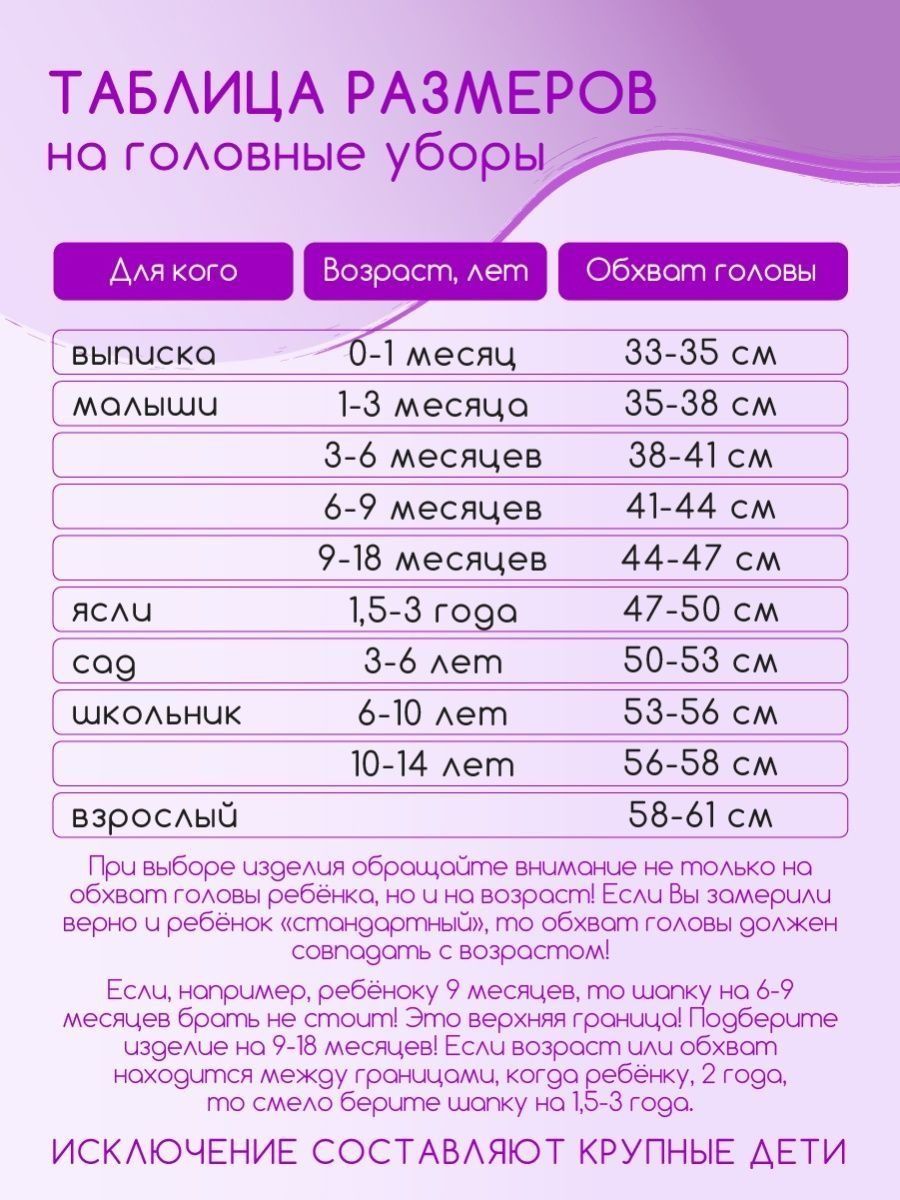 ТАБЛИЦА РАЗМЕРОВ
на головные уборы
Для кого Возраст, лет Обхват головы
выписка 0-1 месяц 33-35 см
малыши 1-3 месяца 35-38 см
3-6 месяцев 38-41 см
6-9 месяцев 41-44 см
9-18 месяцев 44-47 см
ясли 1,5-3 года 47-50 см
сад 3-6 лет 50-53 см
школьник 6-10 лет 53-56 см
10-14 лет 56-58 см
взрослый 58-61 см
При выборе изделия обращайте внимание не только на
обхват головы ребёнка, но и на возраст! Если Вы замерили
верно и ребёнок «стандартный», то обхват головы должен
совпадать с возрастом!
Если, например, ребёноку 9 месяцев, то шапку на 6-9
месяцев брать не стоит! Это верхняя граница! Подберите
изделие на 9-18 месяцев! Если возраст или обхват
находится между границами, когда ребёнку, 2 года,
то смело берите шапку на 1,5-3 года.
ИСКЛЮЧЕНИЕ СОСТАВЛЯЮТ КРУПНЫЕ ДЕТИ